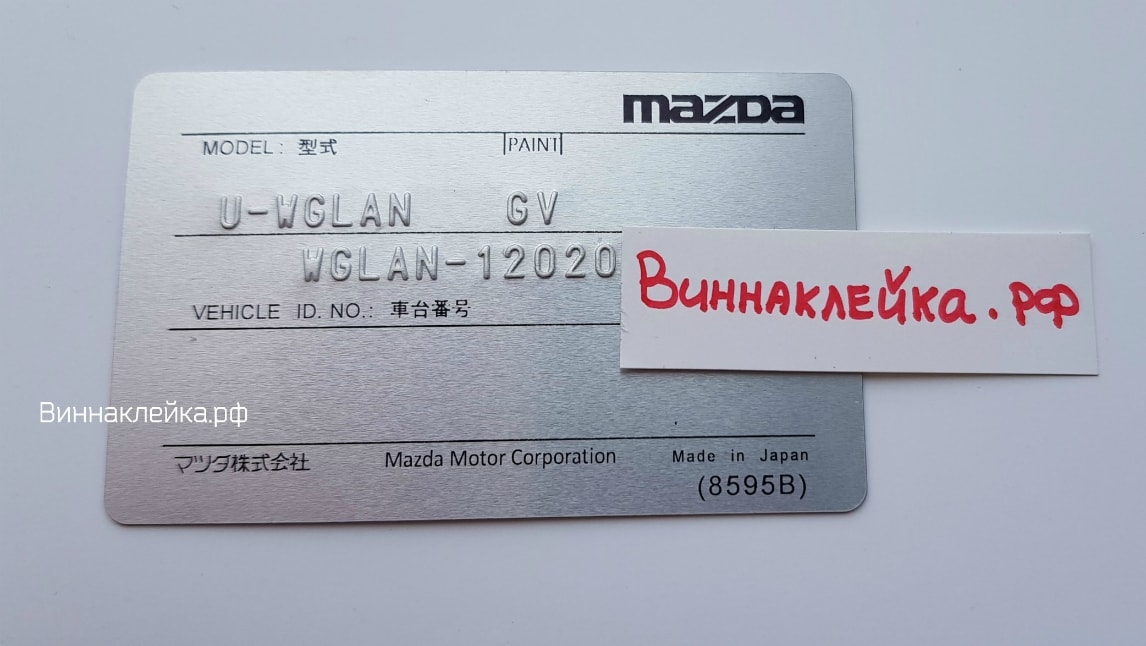 mazda
MODEL: 型式 PAINT
U-WGLAN GV
WGLAN-12020
Виннаклейка.рф
VEHICLE ID. NO.: 車台番号
Виннаклейка.рф
マツダ株式会社 Mazda Motor Corporation Made in Japan
(8595B)